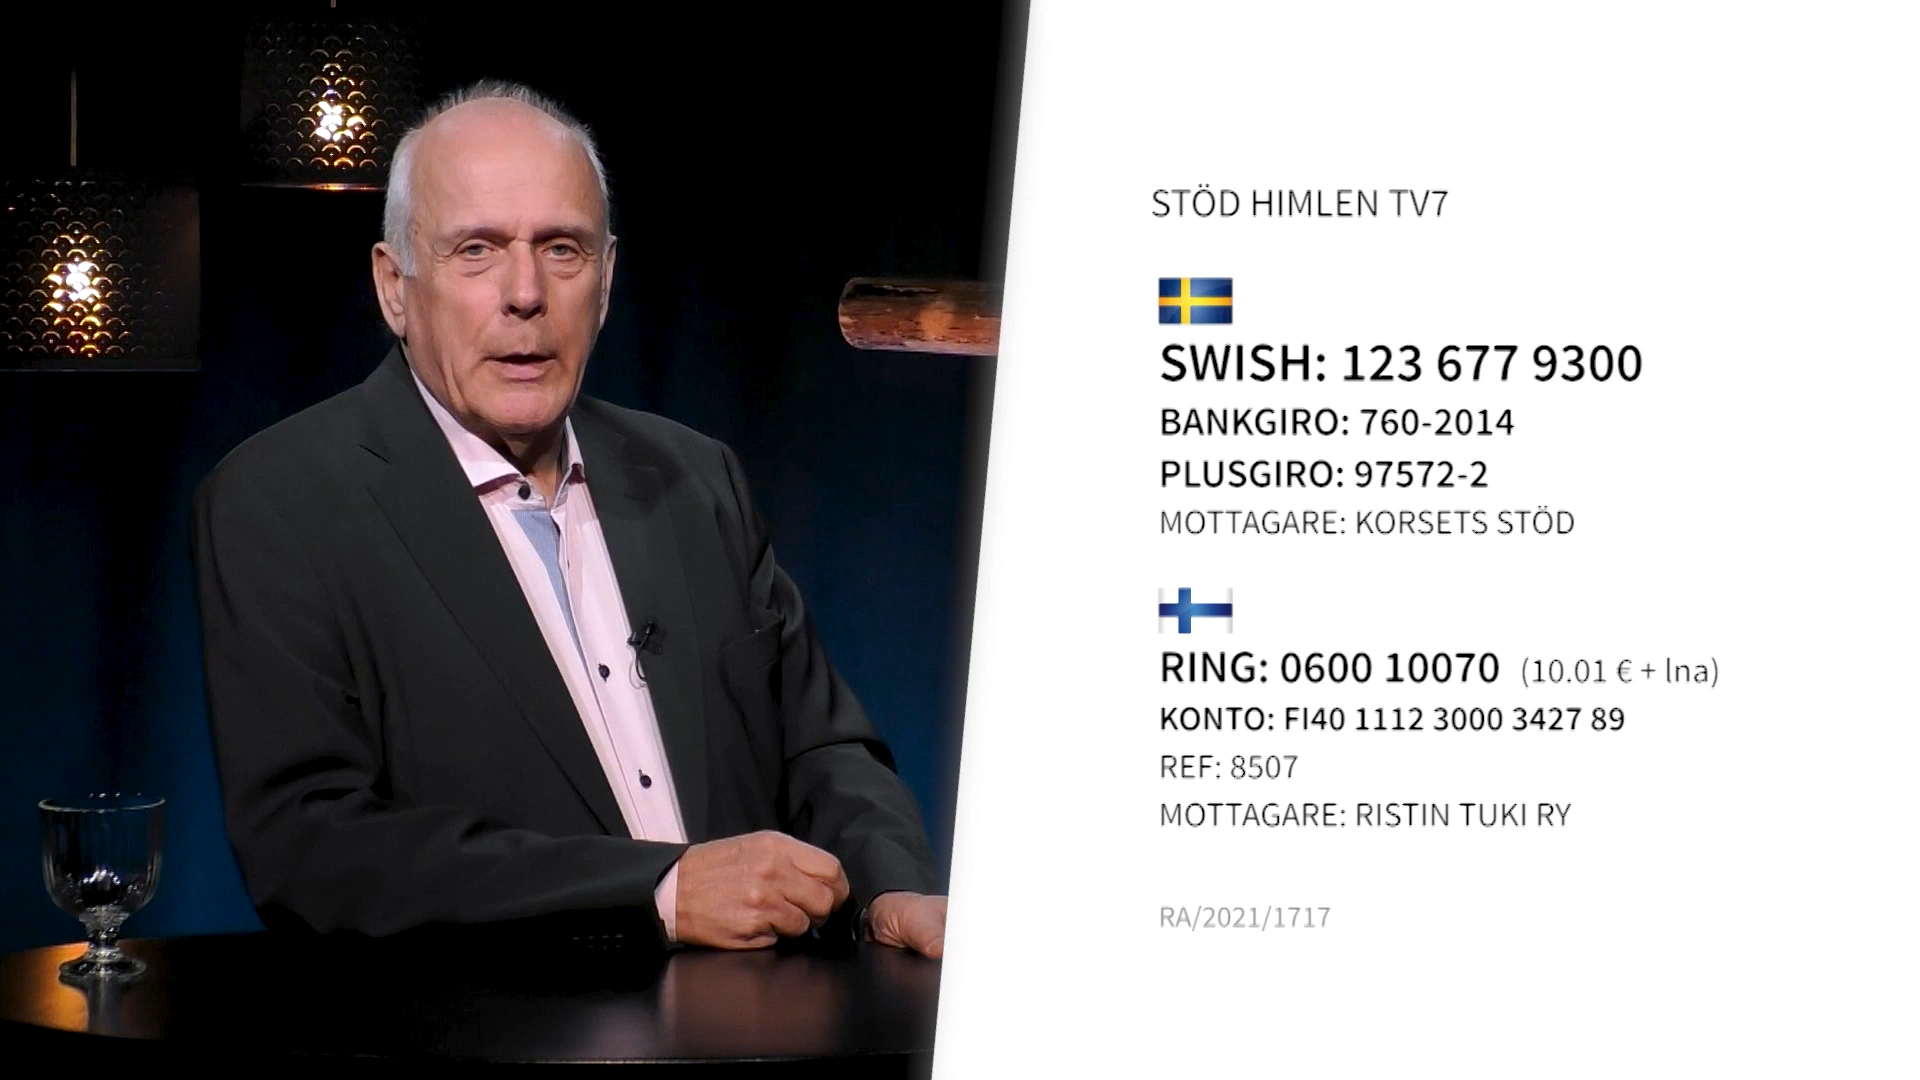 STÖD HIMLEN TV7
SWISH: 123 677 9300
BANKGIRO: 760-2014
PLUSGIRO: 97572-2
MOTTAGARE: KORSETS STÖD
RING: 0600 10070 (10.01 € + lna)
KONTO: FI40 1112 3000 3427 89
REF: 8507
MOTTAGARE: RISTIN TUKI RY
RA/2021/1717